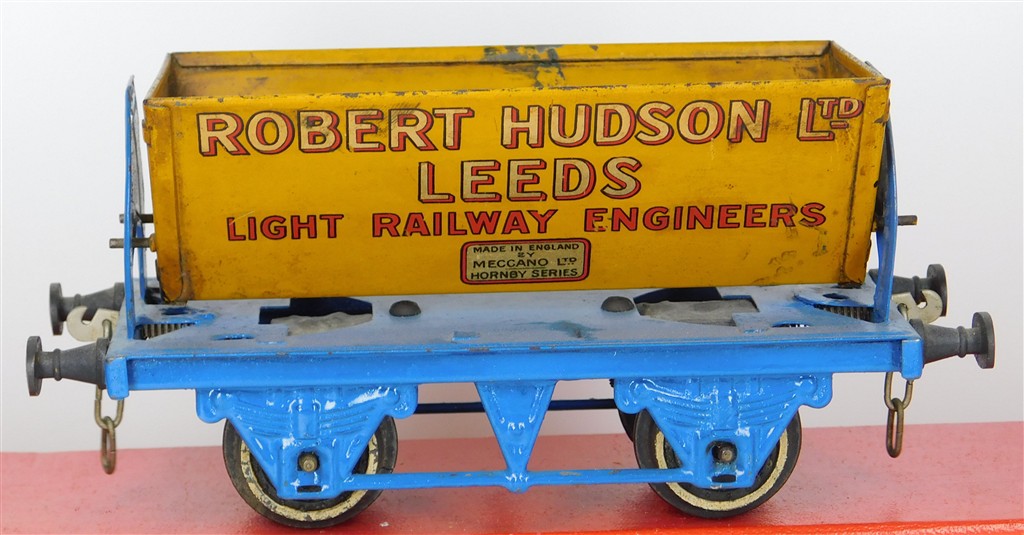 ROBERT HUDSON LTD
LEEDS
LIGHT RAILWAY ENGINEERS
MADE IN ENGLAND
BY
MECCANO LTD
HORNBY SERIES